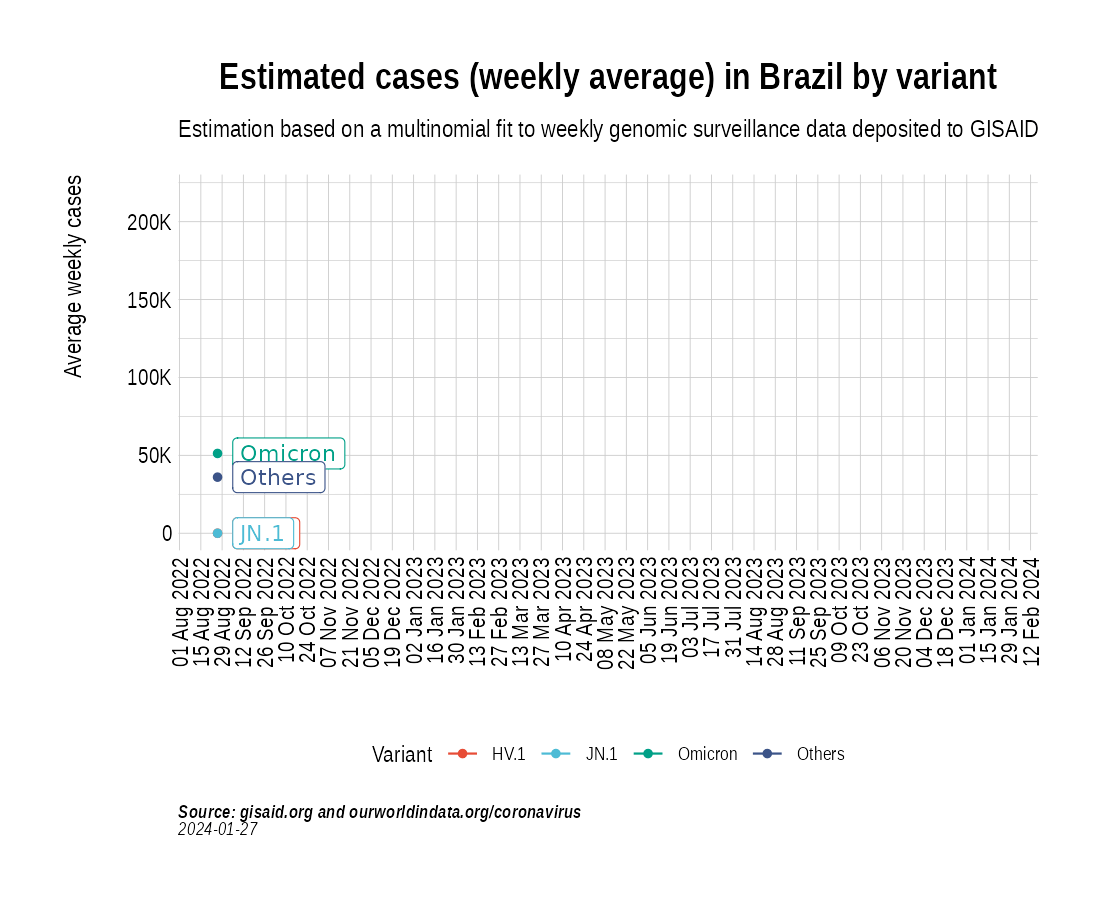 Estimated cases (weekly average) in Brazil by variant
Estimation based on a multinomial fit to weekly genomic surveillance data deposited to GISAID
Average weekly cases
200K
150K
100K
50K
0
Omicron
Others
JN.1
01 Aug 2022
15 Aug 2022
29 Aug 2022
12 Sep 2022
26 Sep 2022
10 Oct 2022
24 Oct 2022
07 Nov 2022
21 Nov 2022
05 Dec 2022
19 Dec 2022
02 Jan 2023
16 Jan 2023
30 Jan 2023
13 Feb 2023
27 Feb 2023
13 Mar 2023
27 Mar 2023
10 Apr 2023
24 Apr 2023
08 May 2023
22 May 2023
05 Jun 2023
19 Jun 2023
03 Jul 2023
17 Jul 2023
31 Jul 2023
14 Aug 2023
28 Aug 2023
11 Sep 2023
25 Sep 2023
09 Oct 2023
23 Oct 2023
06 Nov 2023
20 Nov 2023
04 Dec 2023
18 Dec 2023
01 Jan 2024
15 Jan 2024
29 Jan 2024
12 Feb 2024
Variant HV.1 JN.1 Omicron Others
Source: gisaid.org and ourworldindata.org/coronavirus
2024-01-27